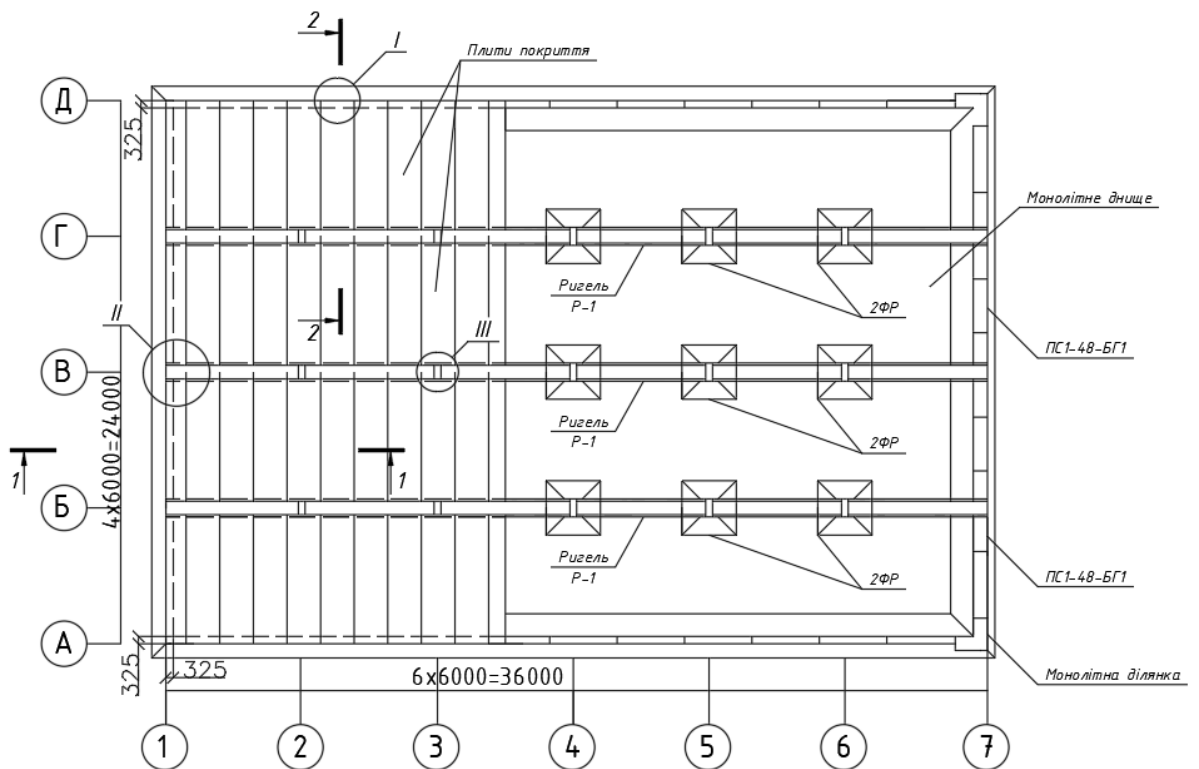 2
I
Плити покриття
Д
325
Монолітне днище
Г
Ригель
Р-1
2ФР
II
2
III
ПС1-48-БГ1
В
4х6000=24000
Ригель
Р-1
2ФР
1
1
Б
Ригель
Р-1
2ФР
ПС1-48-БГ1
А
325
325
6х6000=36000
Монолітна ділянка
1
2
3
4
5
6
7